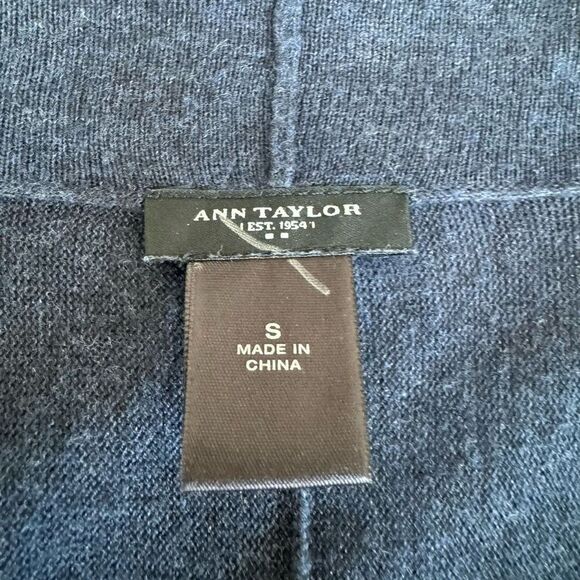 ANN TAYLOR
EST. 1954
S
MADE IN
CHINA